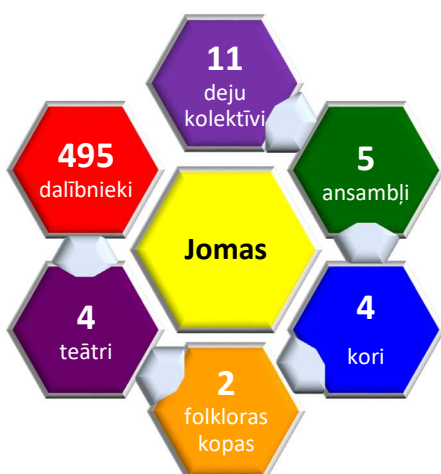 11
deju
kolektīvi
495
dalībnieki
5
ansambļi
Jomas
4
teātri
4
kori
2
folkloras
kopas